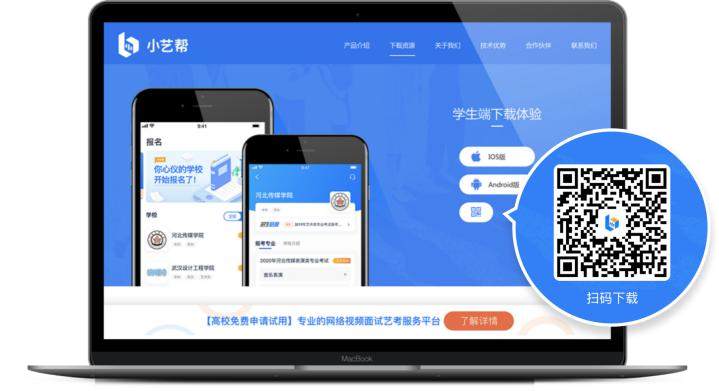 小艺帮
产品介绍
下载资源
关于我们
技术优势
合作伙伴
联系我们
学生端下载体验
IOS版
Android版
扫码下载
9:41
报名
你心仪的学校
开始报名了!
学校
全部
河北传媒学院
武汉设计工程学院
9:41
河北传媒学院
报考专业
学校介绍
2020年河北传媒表演类专业考试
音乐表演
【高校免费申请试用】专业的网络视频面试艺考服务平台
了解详情
MacBook